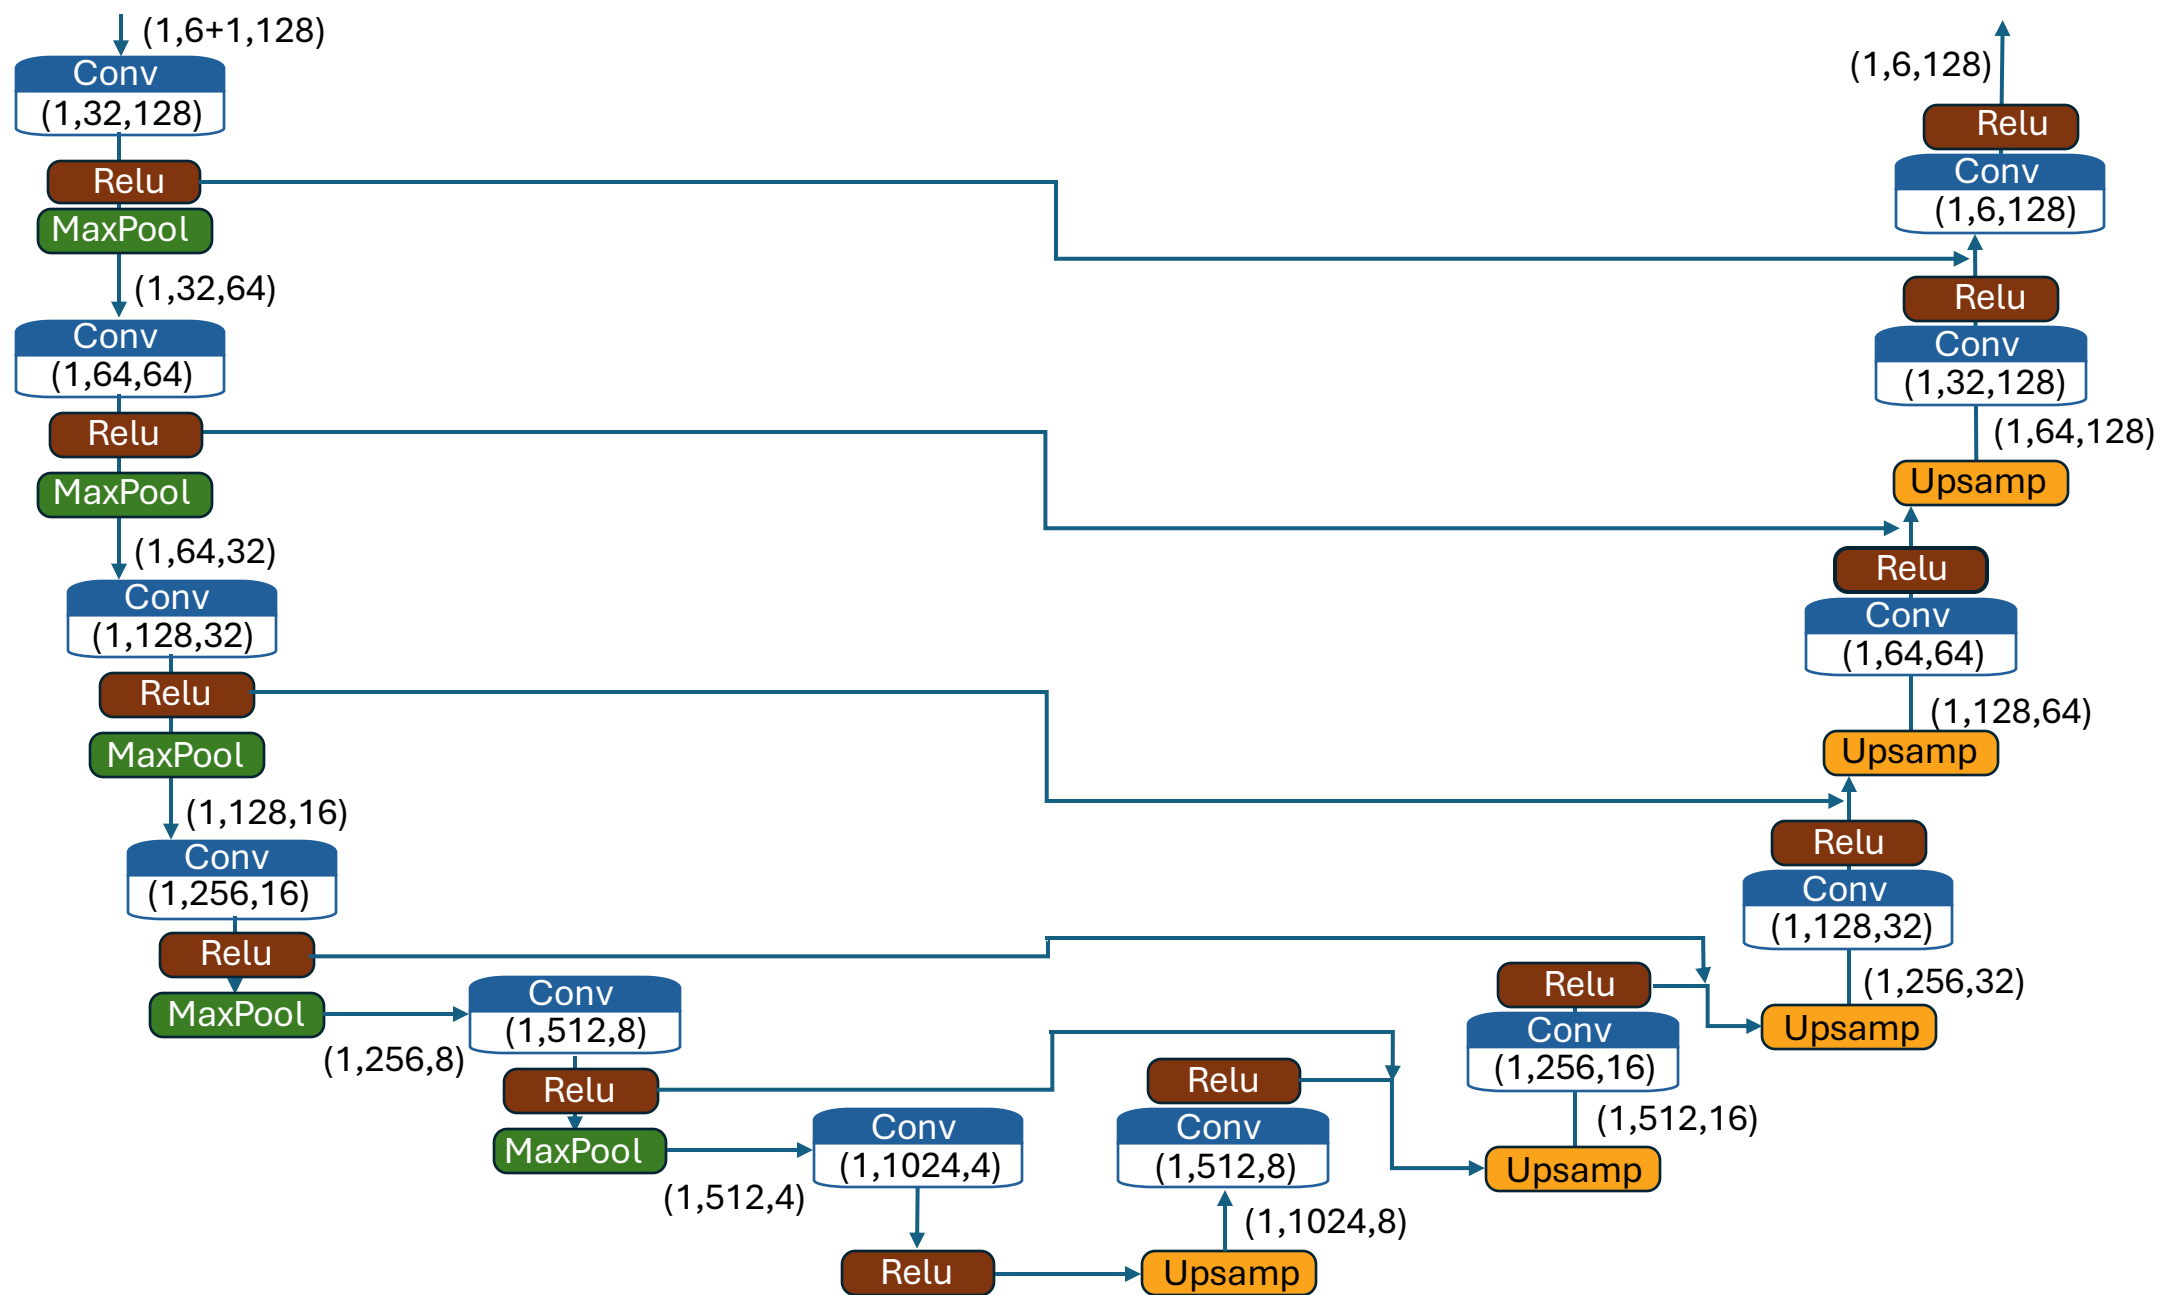 (1,6+1,128)
Conv
(1,32,128)
Relu
MaxPool
(1,32,64)
Conv
(1,64,64)
Relu
MaxPool
(1,64,32)
Conv
(1,128,32)
Relu
MaxPool
(1,128,16)
Conv
(1,256,16)
Relu
MaxPool
(1,256,8)
Conv
(1,512,8)
Relu
MaxPool
(1,512,4)
Conv
(1,1024,4)
Relu
Upsamp
(1,1024,8)
Conv
(1,512,8)
Relu
Upsamp
(1,512,16)
Conv
(1,256,16)
Relu
Upsamp
(1,256,32)
Conv
(1,128,32)
Relu
Upsamp
(1,128,64)
Conv
(1,64,64)
Relu
Upsamp
(1,64,128)
Conv
(1,32,128)
Relu
Conv
(1,6,128)
Relu
(1,6,128)